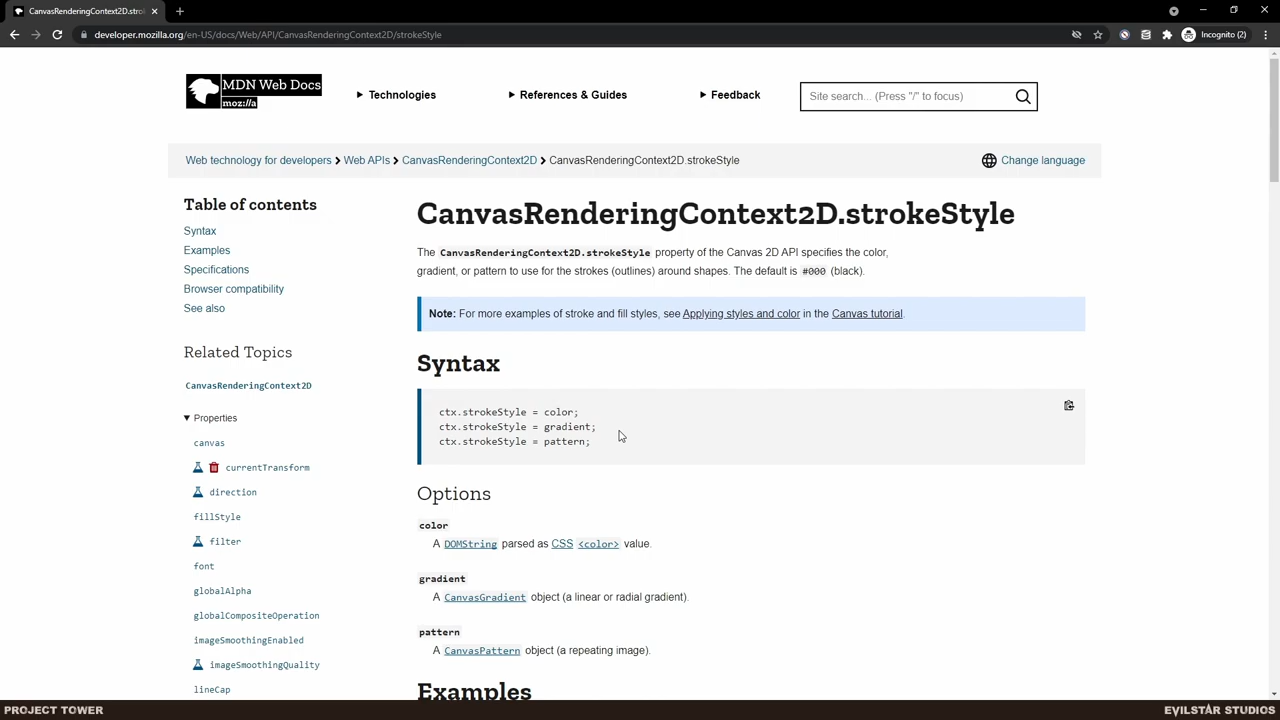 CanvasRenderingContext2D.stro
Incognito (2)
developer.mozilla.org/en-US/docs/Web/API/CanvasRenderingContext2D/strokeStyle
MDN Web Docs
moz://a
Technologies
References & Guides
Feedback
Site search... (Press "/" to focus)
Web technology for developers
Web APIs
CanvasRenderingContext2D
CanvasRenderingContext2D.strokeStyle
Change language
Table of contents
Syntax
Examples
Specifications
Browser compatibility
See also
Related Topics
CanvasRenderingContext2D
Properties
canvas
currentTransform
direction
fillStyle
filter
font
globalAlpha
globalCompositeOperation
imageSmoothingEnabled
imageSmoothingQuality
lineCap
CanvasRenderingContext2D.strokeStyle
The CanvasRenderingContext2D.strokeStyle property of the Canvas 2D API specifies the color,
gradient, or pattern to use for the strokes (outlines) around shapes. The default is #000 (black).
Note: For more examples of stroke and fill styles, see Applying styles and color in the Canvas tutorial.
Syntax
ctx.strokeStyle = color;
ctx.strokeStyle = gradient;
ctx.strokeStyle = pattern;
Options
color
A DOMString parsed as CSS <color> value.
gradient
A CanvasGradient object (a linear or radial gradient).
pattern
A CanvasPattern object (a repeating image).
Examples
PROJECT TOWER
EVILSTAR STUDIOS